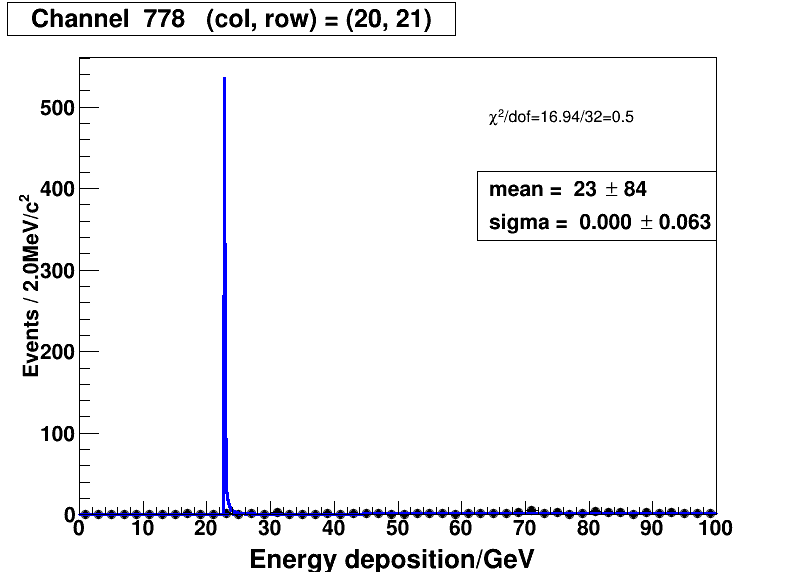 Channel 778 (col, row) = (20, 21)
χ²/dof=16.94/32=0.5
mean = 23 ± 84
sigma = 0.000 ± 0.063
Events / 2.0MeV/c²
500
400
300
200
100
0
0 10 20 30 40 50 60 70 80 90 100
Energy deposition/GeV